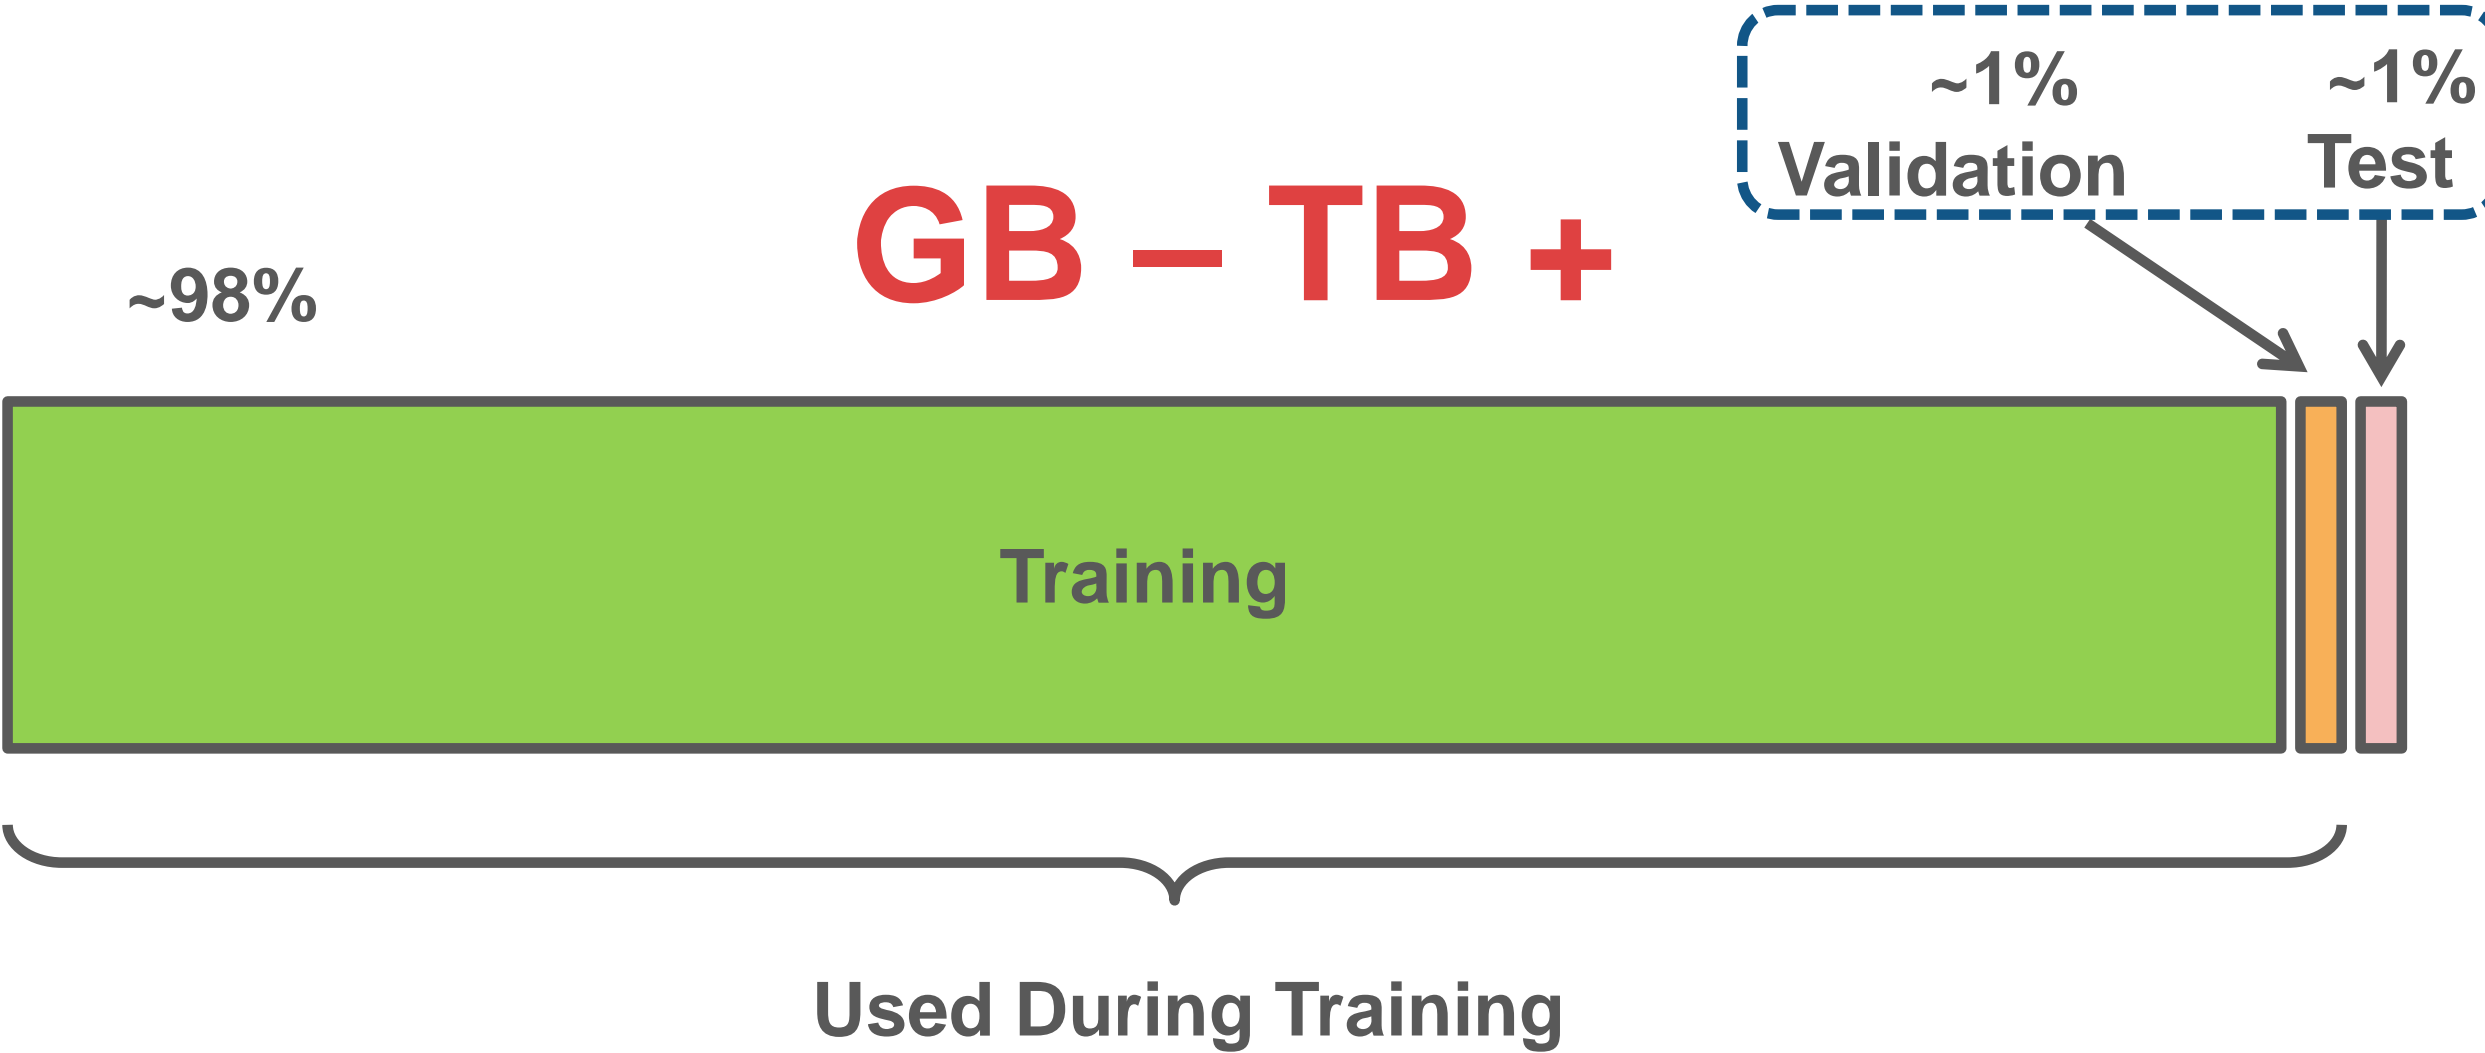 ~1%
Validation
~1%
Test
GB – TB +
~98%
Training
Used During Training